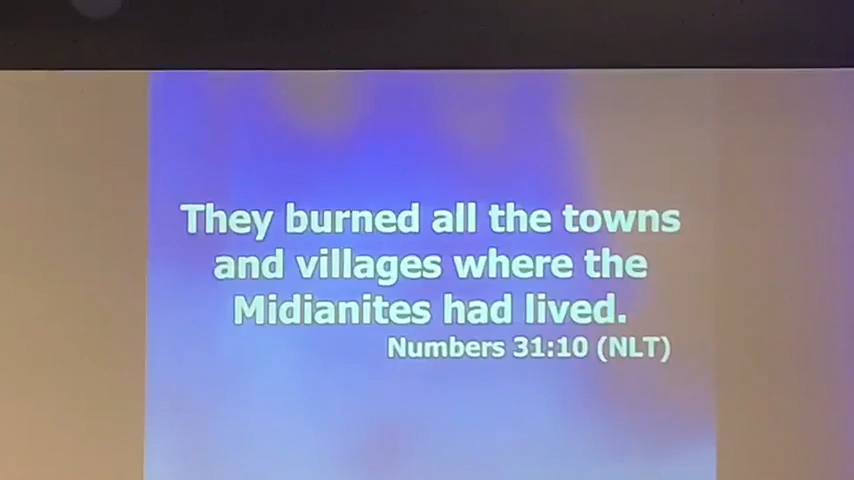 They burned all the towns
and villages where the
Midianites had lived.
Numbers 31:10 (NLT)